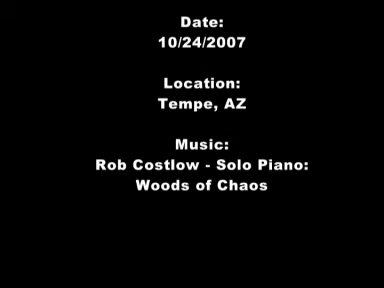 Date:
10/24/2007
Location:
Tempe, AZ
Music:
Rob Costlow - Solo Piano:
Woods of Chaos